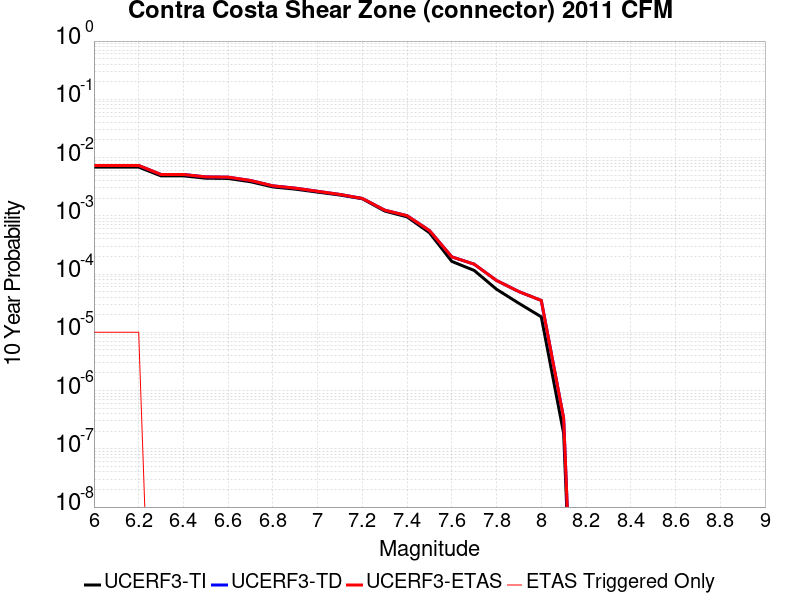 Contra Costa Shear Zone (connector) 2011 CFM
10^0
10^-1
10^-2
10^-3
10^-4
10^-5
10^-6
10^-7
10^-8
10 Year Probability
6 6.2 6.4 6.6 6.8 7 7.2 7.4 7.6 7.8 8 8.2 8.4 8.6 8.8 9
Magnitude
UCERF3-TI UCERF3-TD UCERF3-ETAS ETAS Triggered Only